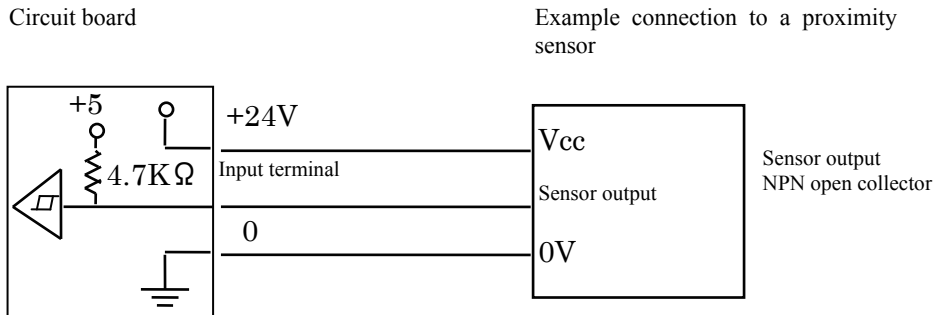 Circuit board
Example connection to a proximity
sensor
+5
+24V
4.7KΩ
Input terminal
0
Vcc
Sensor output
0V
Sensor output
NPN open collector